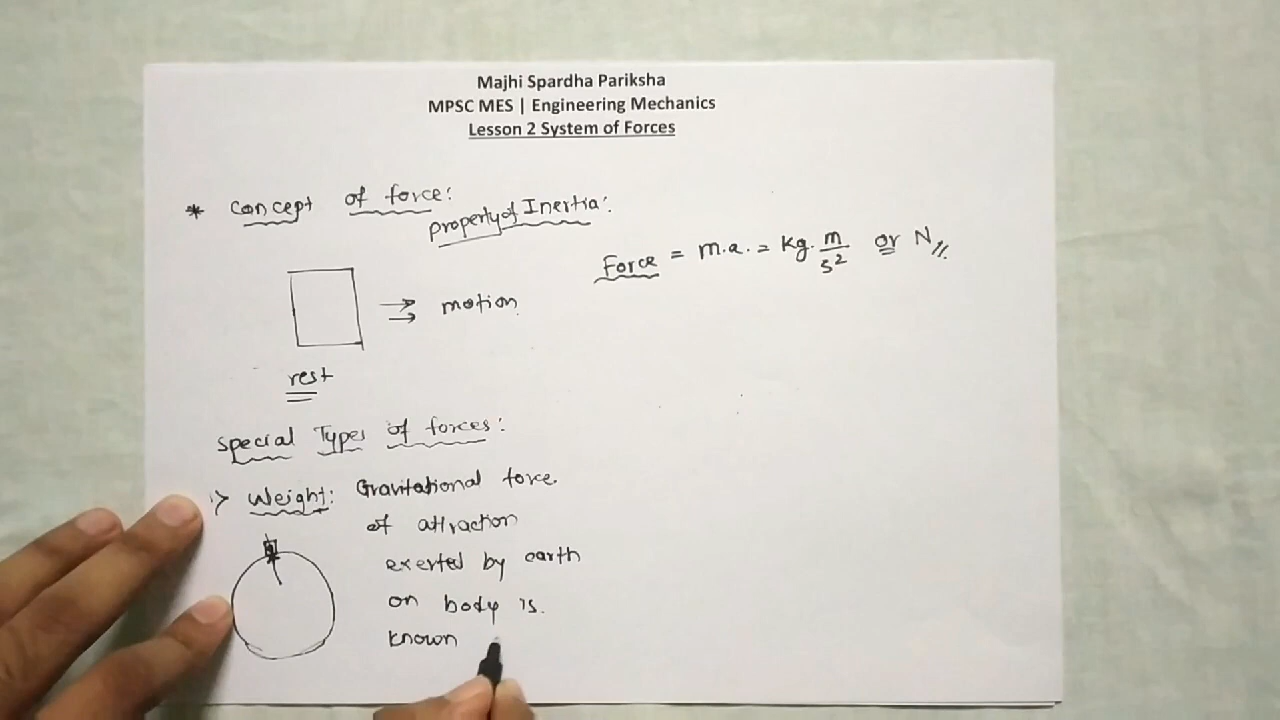 Majhi Spardha Pariksha
MPSC MES | Engineering Mechanics
Lesson 2 System of Forces
* Concept of force:
property of Inertia:
Force = m.a. = kg. m/s² or N
motion
rest
Special Types of forces:
1> Weight: Gravitational force
of attraction
exerted by earth
on body is
known